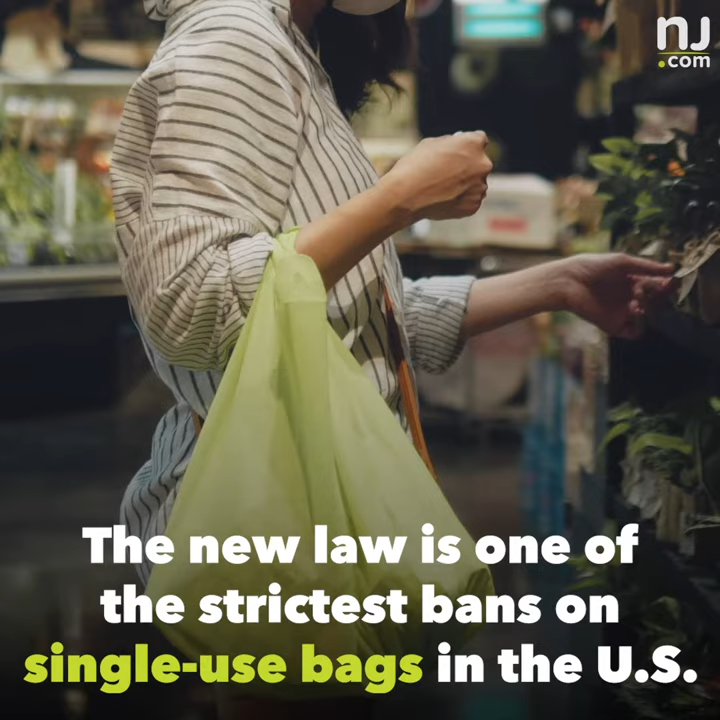 nj
.com
The new law is one of
the strictest bans on
single-use bags in the U.S.